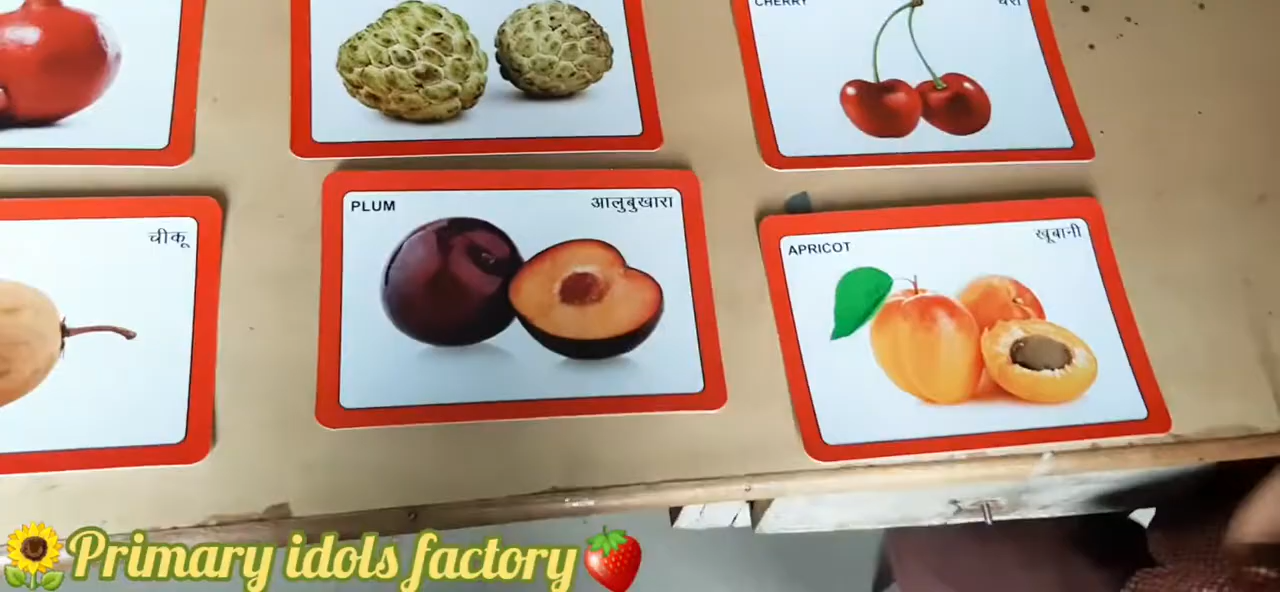 CHERRY
चेरी
चीकू
PLUM
आलुबुखारा
APRICOT
खूबानी
Primary idols factory